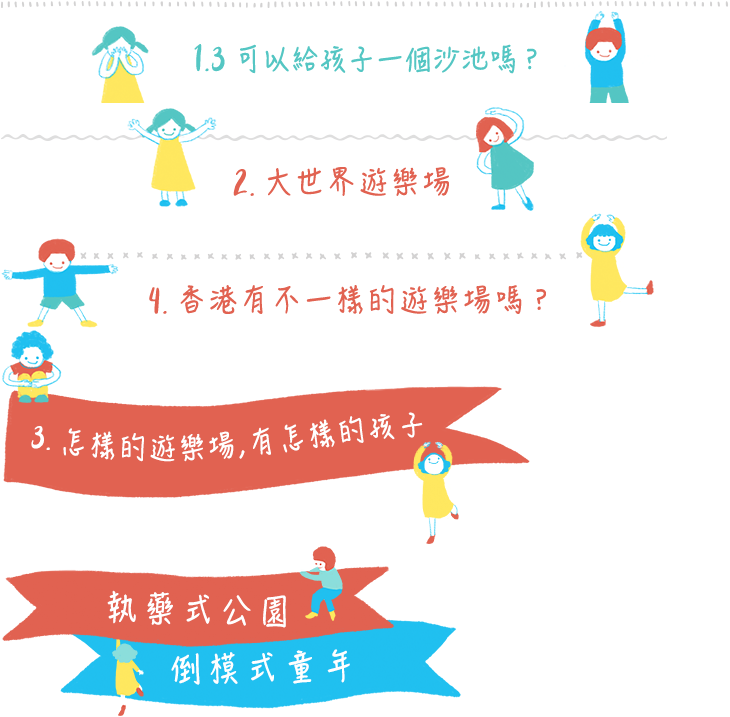 1.3 可以給孩子一個沙池嗎？
2. 大世界遊樂場
4. 香港有不一樣的遊樂場嗎？
3. 怎樣的遊樂場,有怎樣的孩子
執藥式公園
倒模式童年